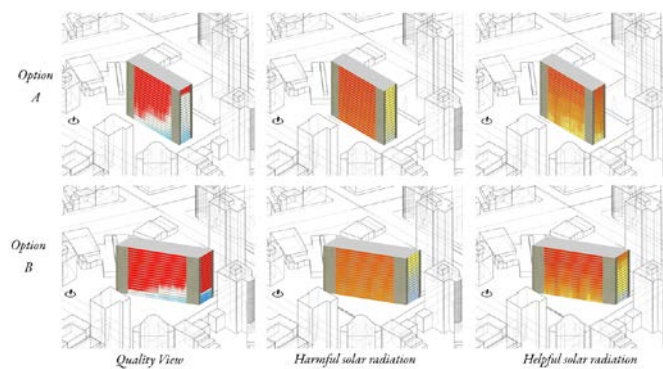 Option
A
Option
B
Quality View
Harmful solar radiation
Helpful solar radiation